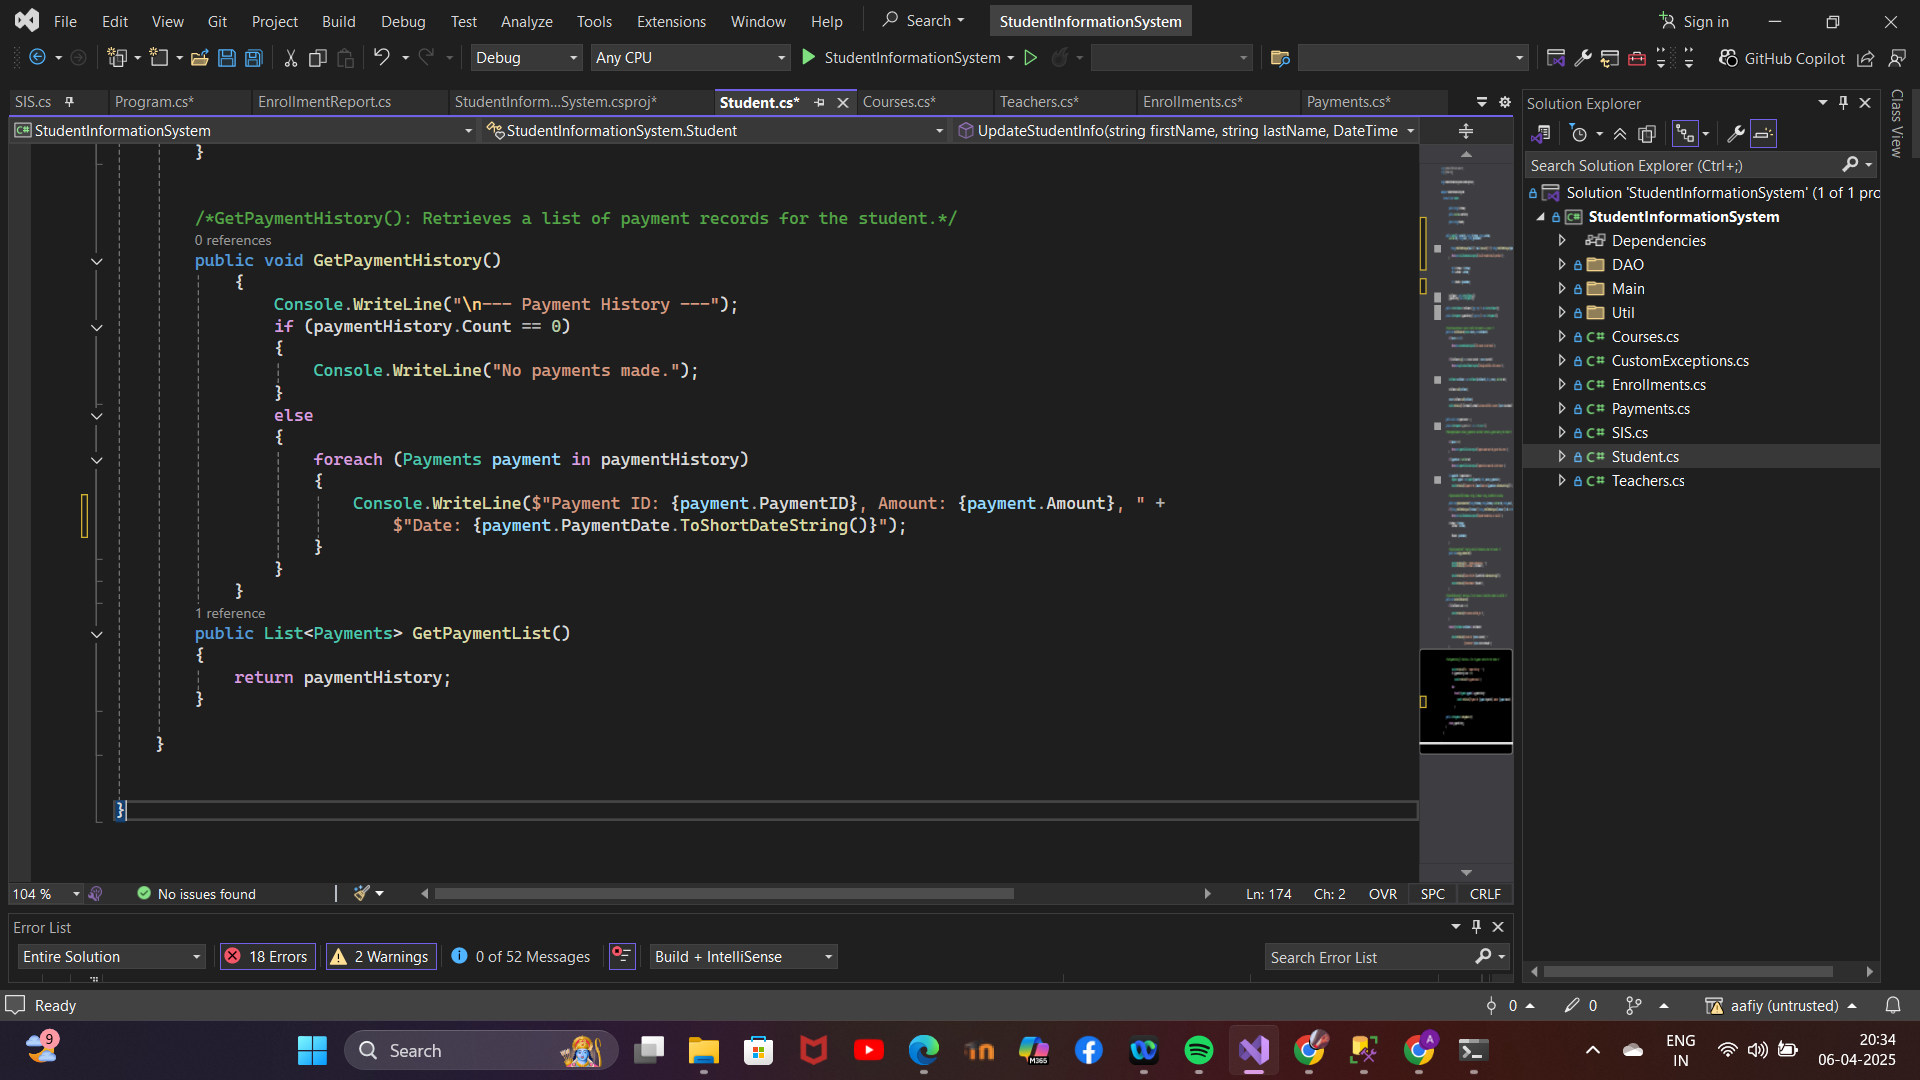 File Edit View Git Project Build Debug Test Analyze Tools Extensions Window Help Search StudentInformationSystem Sign in
Debug Any CPU StudentInformationSystem GitHub Copilot
SIS.cs Program.cs* EnrollmentReport.cs StudentInform...System.csproj* Student.cs* Courses.cs* Teachers.cs* Enrollments.cs* Payments.cs*
StudentInformationSystem StudentInformationSystem.Student UpdateStudentInfo(string firstName, string lastName, DateTime
}
/*GetPaymentHistory(): Retrieves a list of payment records for the student.*/
0 references
public void GetPaymentHistory()
{
Console.WriteLine("\n--- Payment History ---");
if (paymentHistory.Count == 0)
{
Console.WriteLine("No payments made.");
}
else
{
foreach (Payments payment in paymentHistory)
{
Console.WriteLine($"Payment ID: {payment.PaymentID}, Amount: {payment.Amount}, " +
$"Date: {payment.PaymentDate.ToShortDateString()}");
}
}
}
1 reference
public List<Payments> GetPaymentList()
{
return paymentHistory;
}
}
}
104 % No issues found Ln: 174 Ch: 2 OVR SPC CRLF
Error List
Entire Solution 18 Errors 2 Warnings 0 of 52 Messages Build + IntelliSense Search Error List
Solution Explorer
Search Solution Explorer (Ctrl+;)
Solution 'StudentInformationSystem' (1 of 1 pro
StudentInformationSystem
Dependencies
DAO
Main
Util
C# Courses.cs
C# CustomExceptions.cs
C# Enrollments.cs
C# Payments.cs
C# SIS.cs
C# Student.cs
C# Teachers.cs
Class View
Ready 0 0 aafiy (untrusted)
9 Search M365 A ENG
IN
20:34
06-04-2025